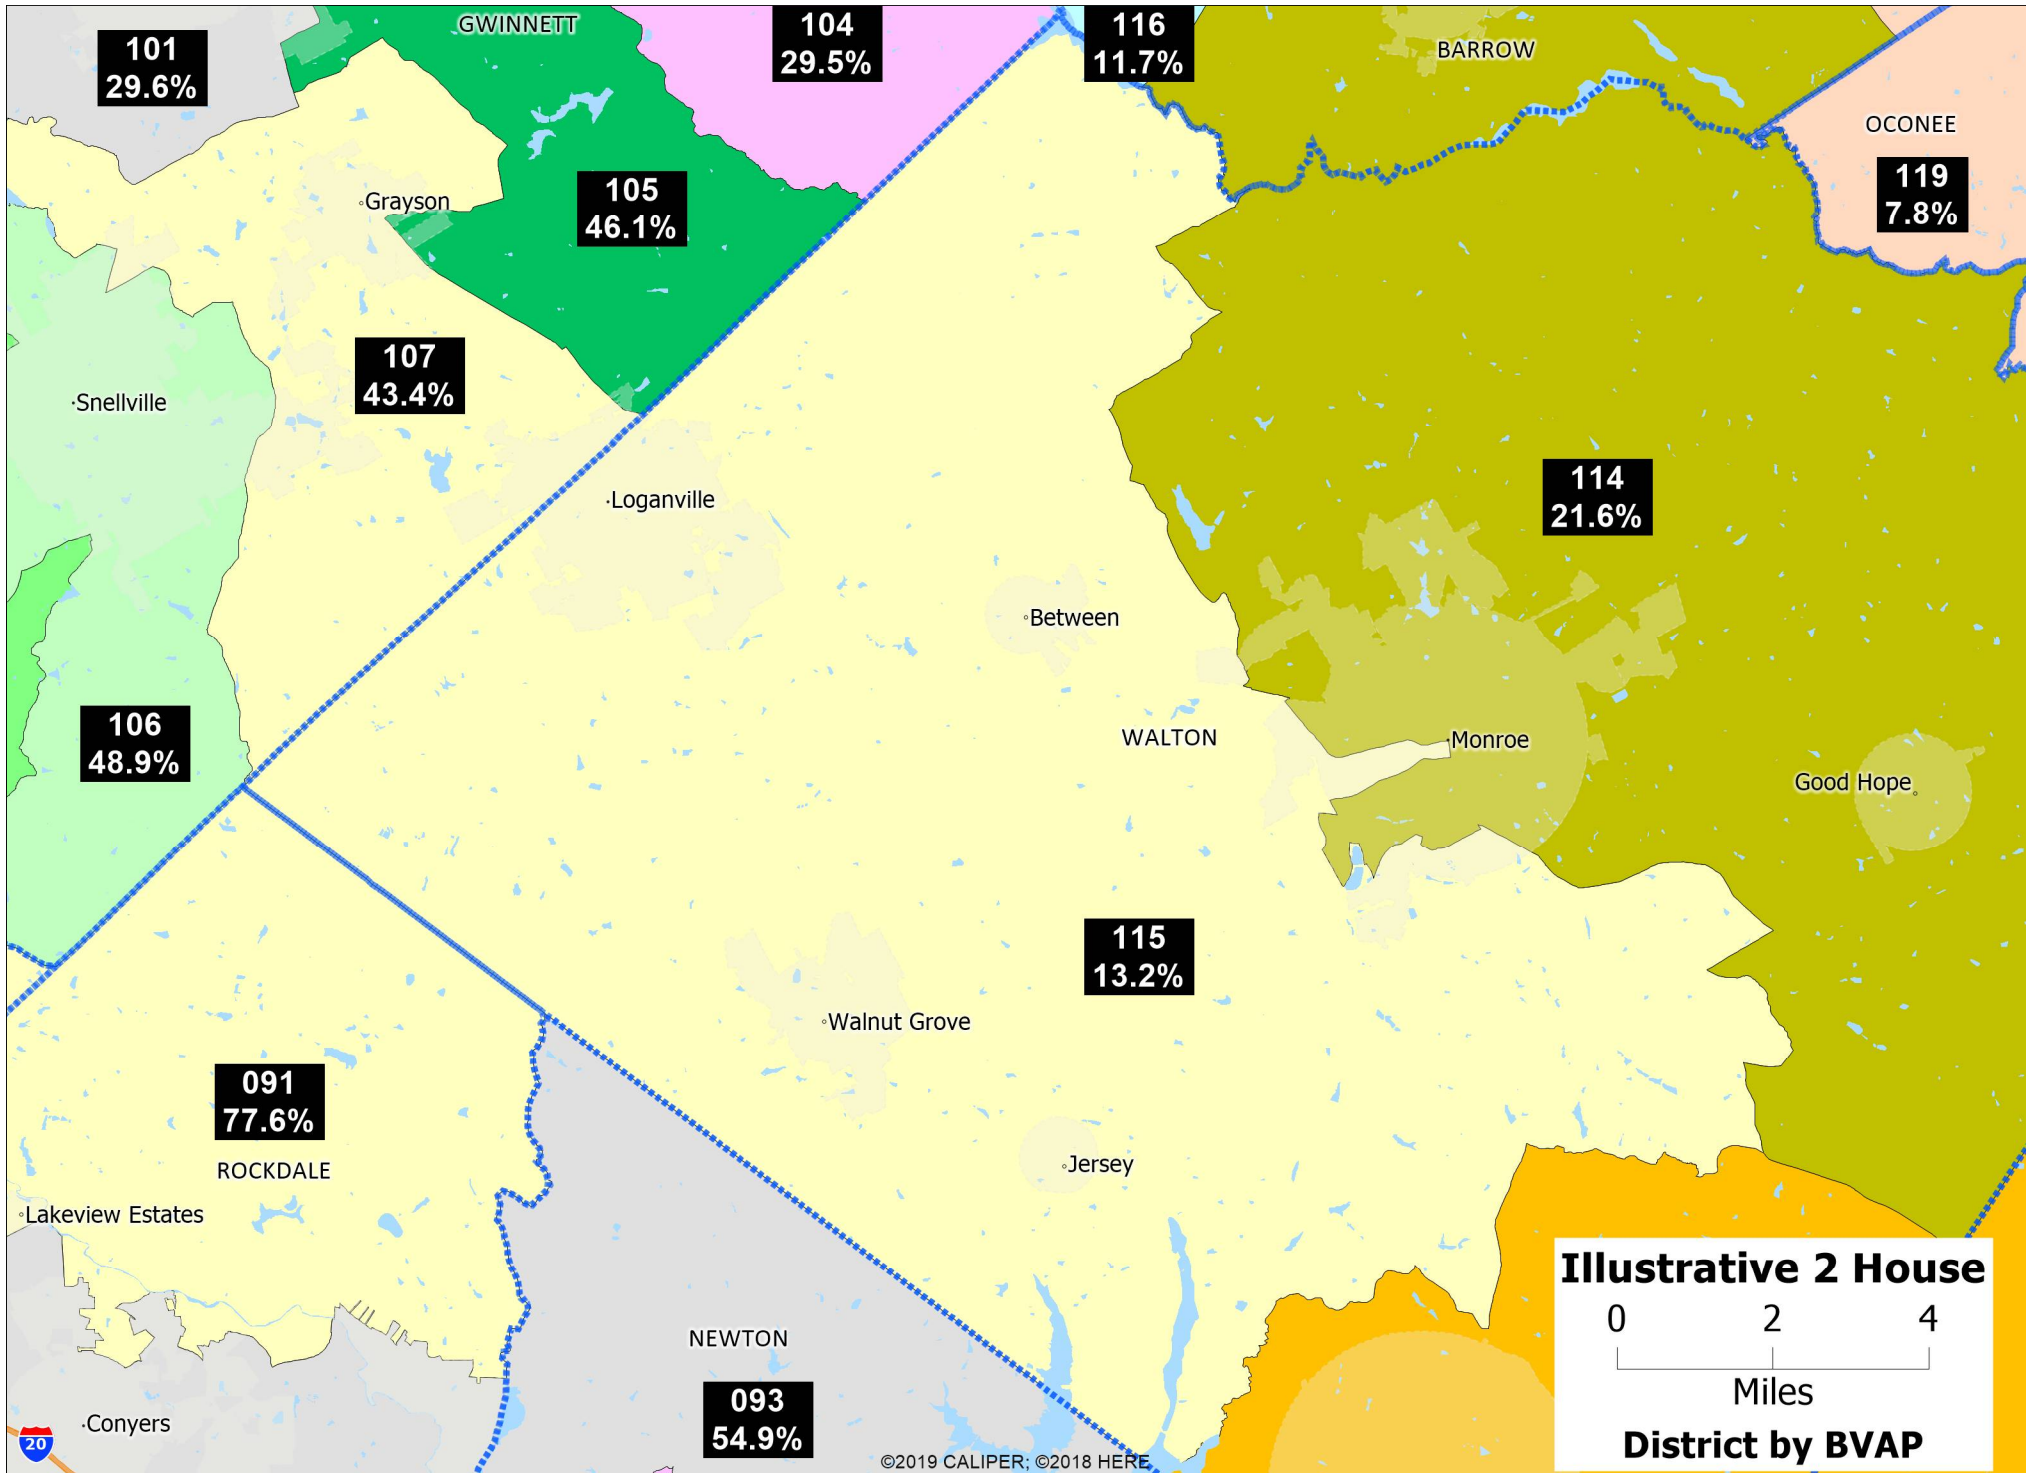 GWINNETT
101
29.6%
104
29.5%
116
11.7%
BARROW
OCONEE
119
7.8%
Grayson
105
46.1%
107
43.4%
Snellville
Loganville
114
21.6%
Between
106
48.9%
WALTON
Monroe
Good Hope
115
13.2%
Walnut Grove
091
77.6%
ROCKDALE
Jersey
Lakeview Estates
NEWTON
093
54.9%
Conyers
20
©2019 CALIPER; ©2018 HERE
Illustrative 2 House
0 2 4
Miles
District by BVAP